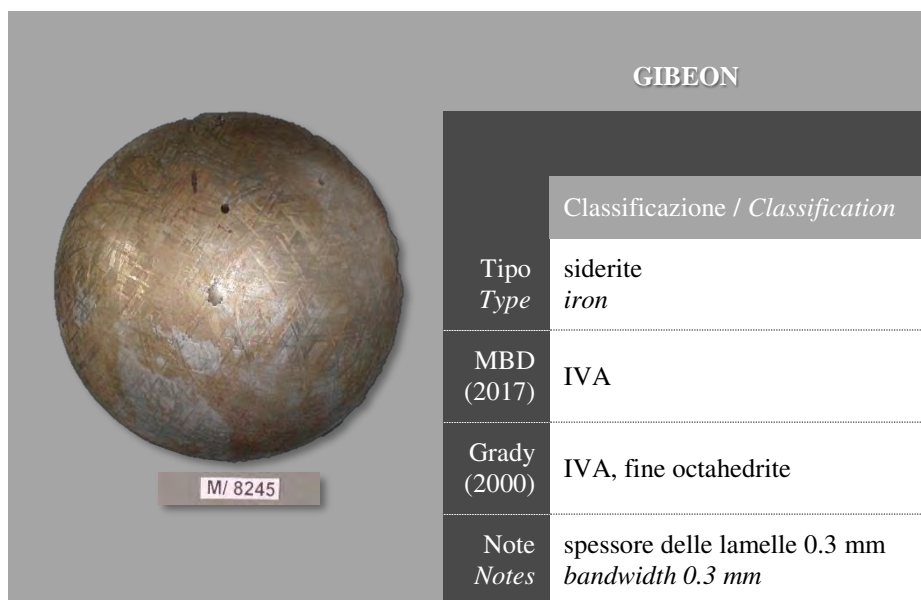 GIBEON
Classificazione / Classification
Tipo
Type
siderite
iron
MBD
(2017)
IVA
Grady
(2000)
IVA, fine octahedrite
Note
Notes
spessore delle lamelle 0.3 mm
bandwidth 0.3 mm
M/ 8245